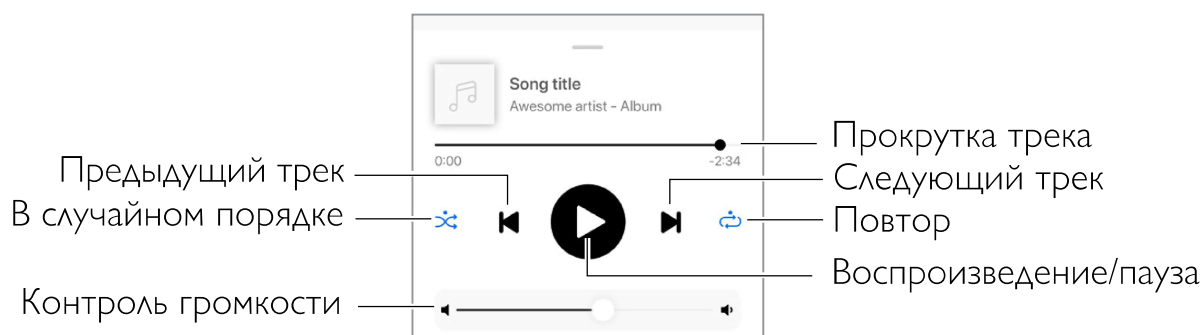 Song title
Awesome artist - Album
0:00
-2:34
Предыдущий трек
В случайном порядке
Контроль громкости
Прокрутка трека
Следующий трек
Повтор
Воспроизведение/пауза